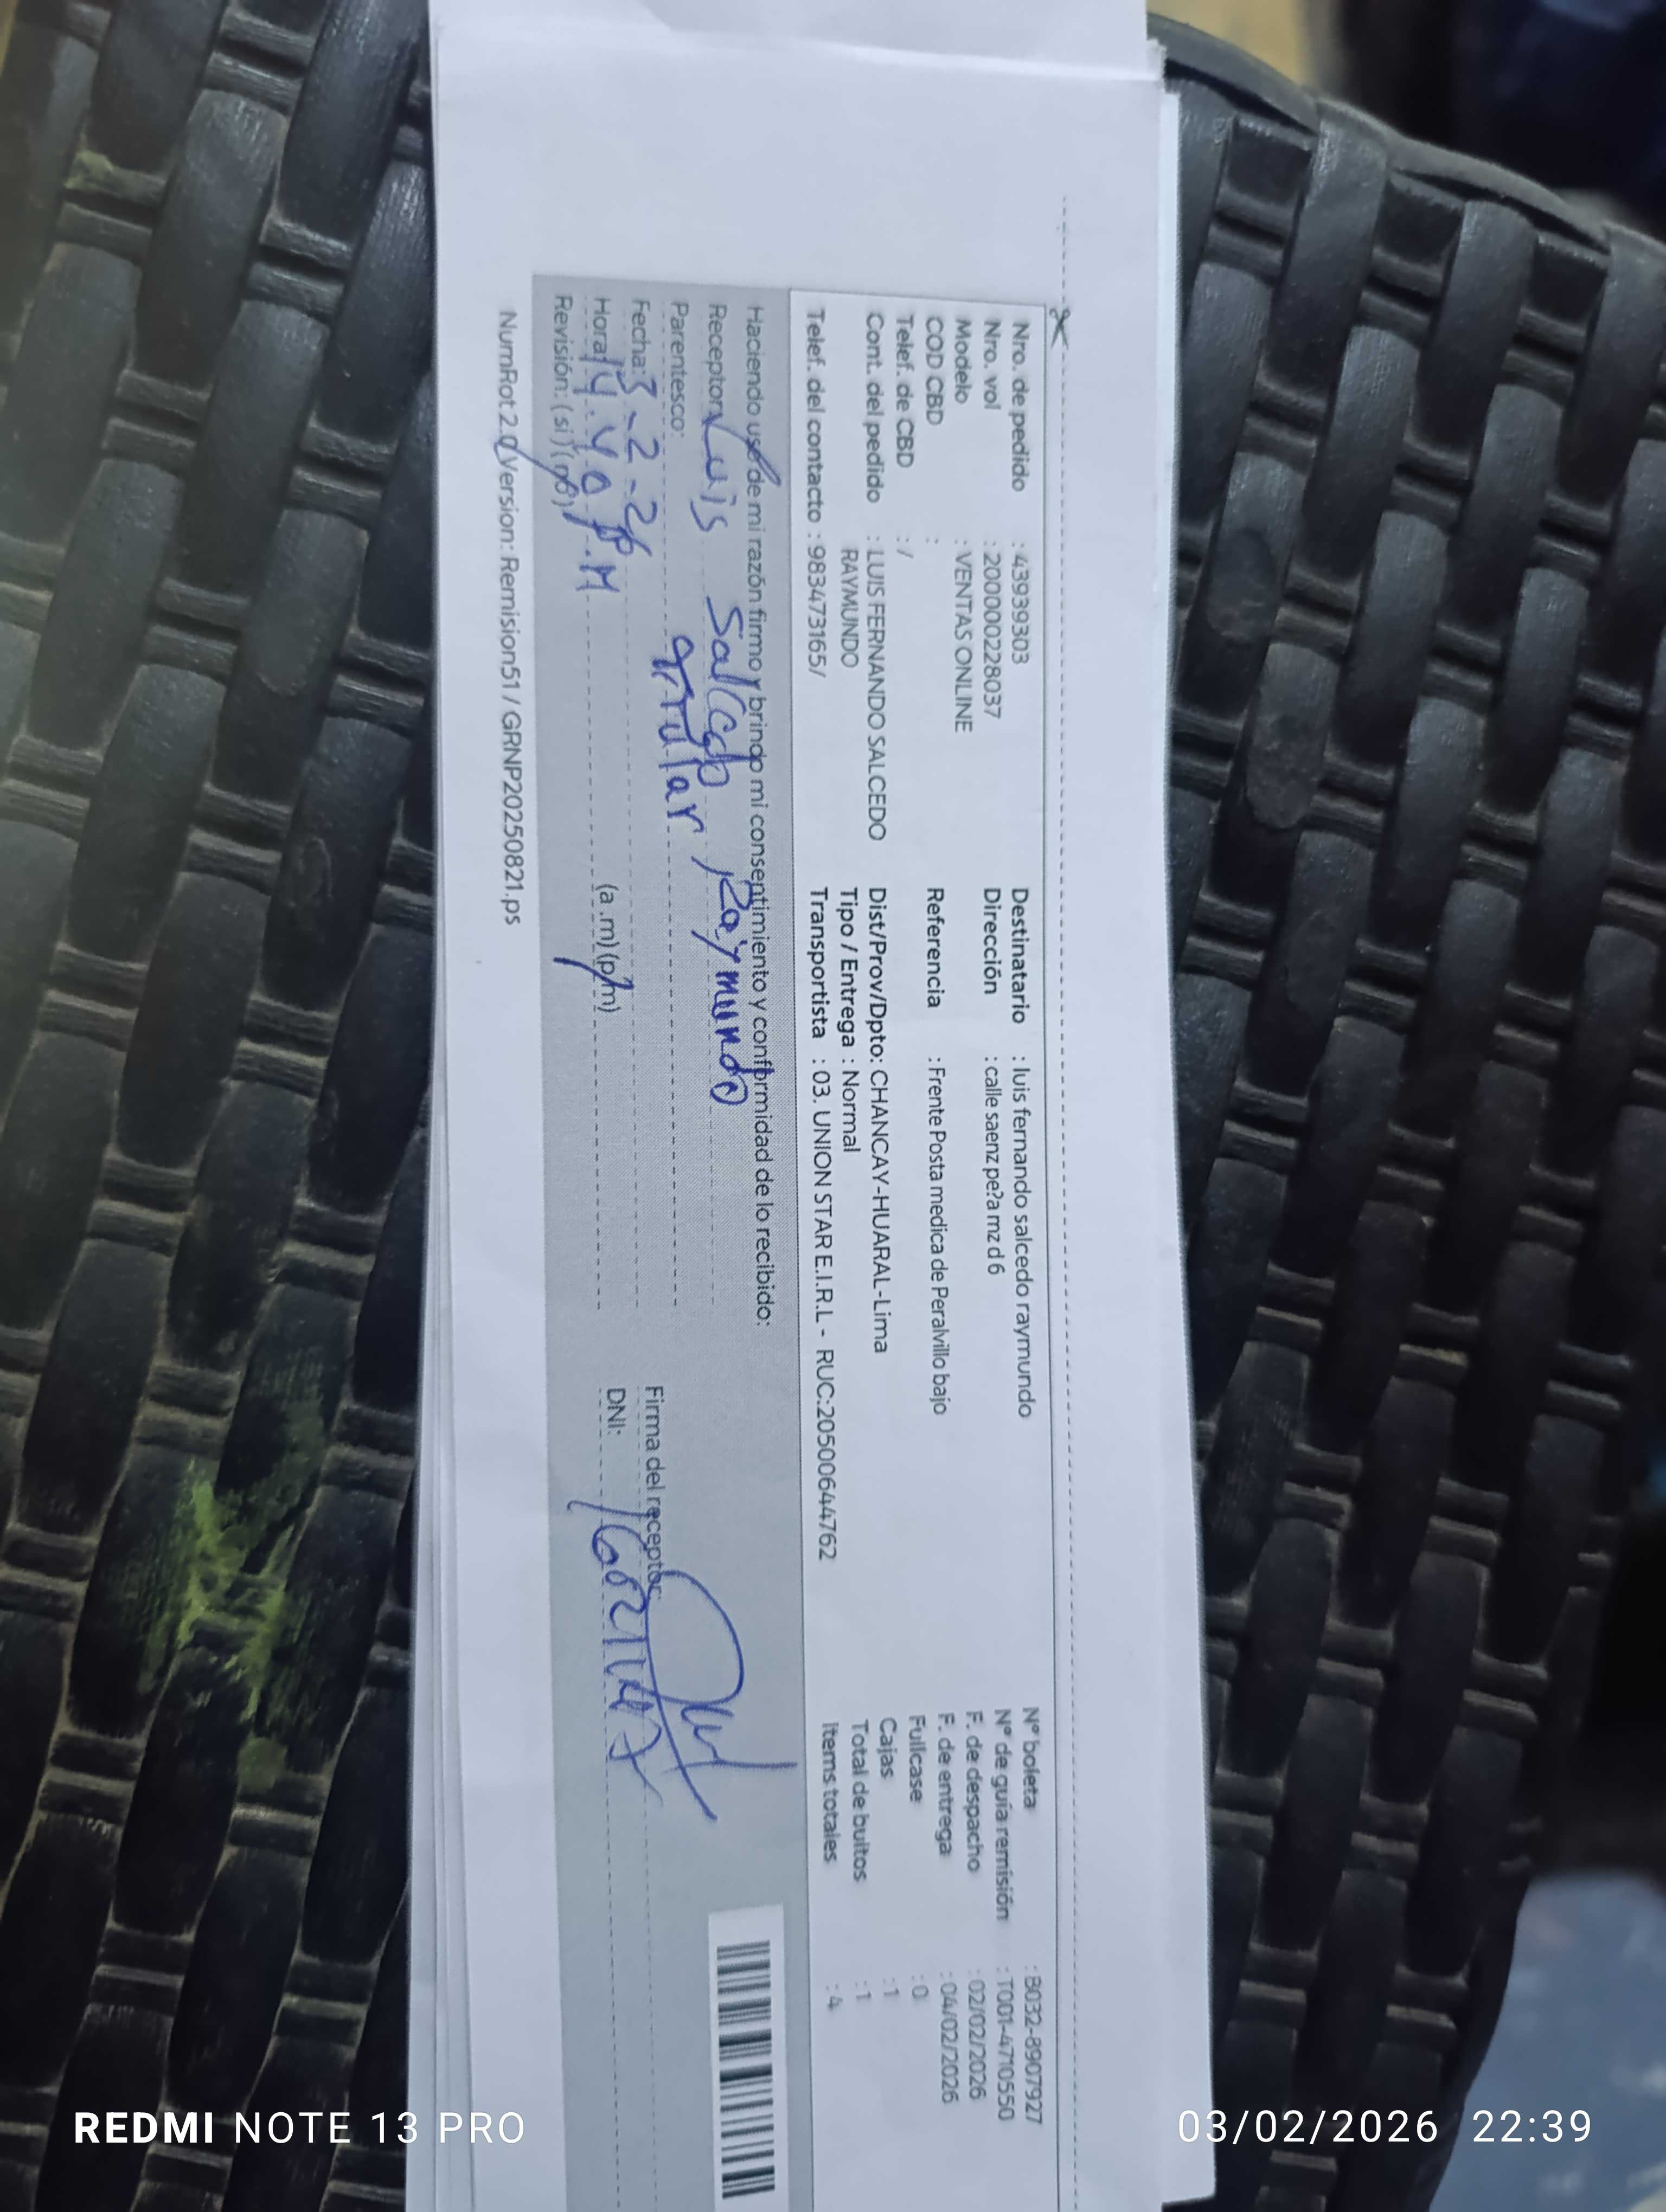 Nro. de pedido : 43939303
Nro. vol : 200000228037
Modelo : VENTAS ONLINE
COD CBD :
Telef. de CBD : /
Cont. del pedido : LUIS FERNANDO SALCEDO
RAYMUNDO
Telef. del contacto : 983473165/
Destinatario : luis fernando salcedo raymundo
Dirección : calle saenz pe?a mz d 6
Referencia : Frente Posta medica de Peralvillo bajo
Dist/Prov/Dpto: CHANCAY-HUARAL-Lima
Tipo / Entrega : Normal
Transportista : 03. UNION STAR E.I.R.L - RUC:20500644762
N° boleta : B032-8907927
N° de guía remisión : T001-4710550
F. de despacho : 02/02/2026
F. de entrega : 04/02/2026
Fullcase : 0
Cajas : 1
Total de bultos : 1
Items totales : 4
Haciendo uso de mi razón firmo y brindo mi consentimiento y conformidad de lo recibido:
Receptor Luis Salcedo Raymundo
Parentesco: titular
Fecha: 3-2-26
Hora: (a.m) (p.m)
Revisión: (si) (no)
Firma del receptor:
DNI:
NumRot 2.0/Version: Remision51 / GRNP20250821.ps
REDMI NOTE 13 PRO
03/02/2026 22:39